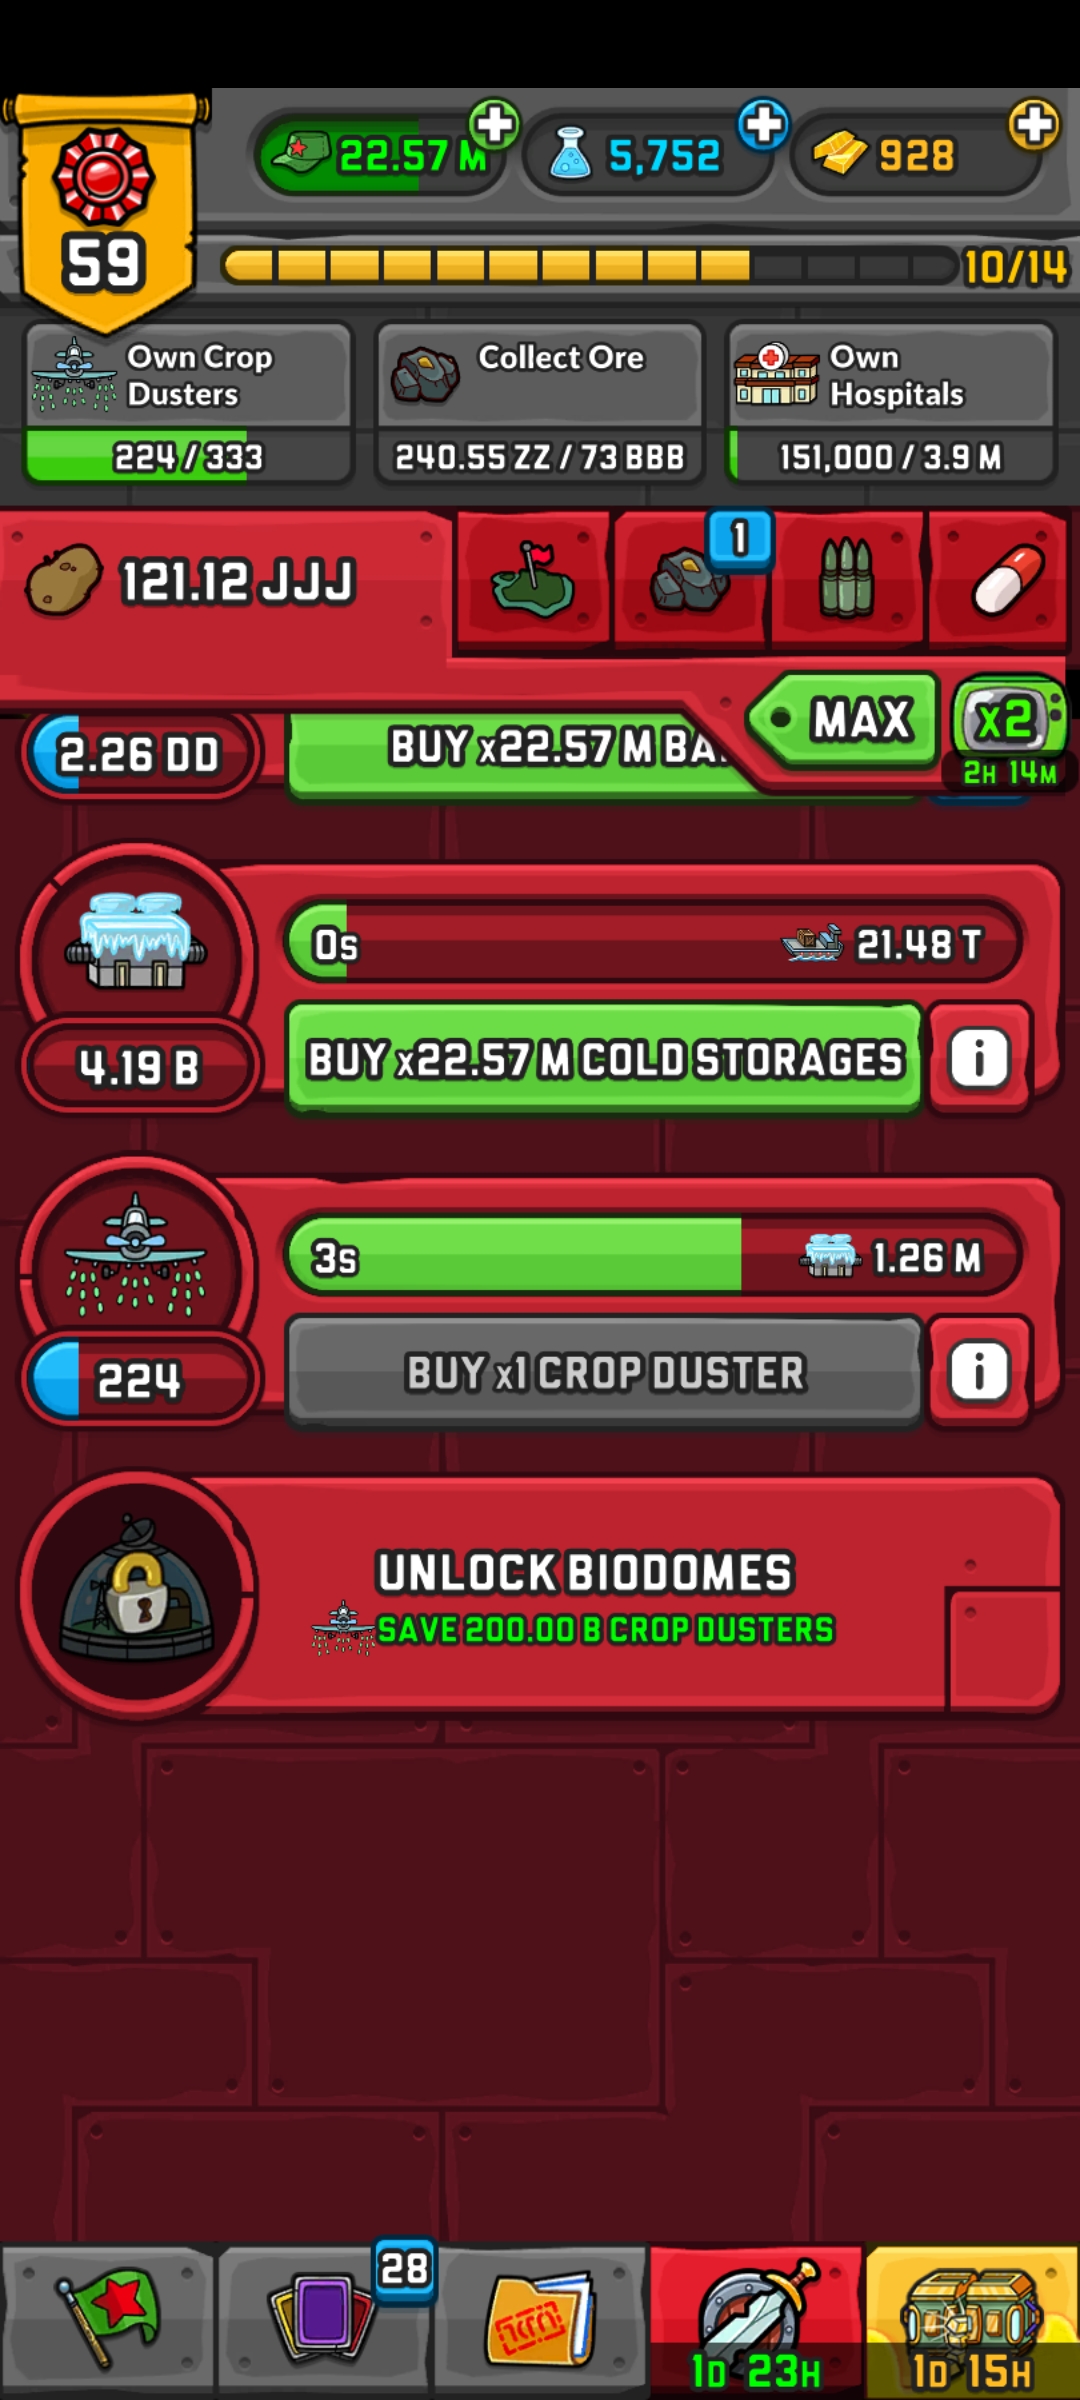 22.57 M
5,752
928
59
10/14
Own Crop
Dusters
224 / 333
Collect Ore
240.55 ZZ / 73 BBB
Own
Hospitals
151,000 / 3.9 M
121.12 JJJ
1
MAX
x2
2H 14M
2.26 DD
BUY x22.57 M BA
0s
21.48 T
4.19 B
BUY x22.57 M COLD STORAGES
i
3s
1.26 M
224
BUY x1 CROP DUSTER
i
UNLOCK BIODOMES
SAVE 200.00 B CROP DUSTERS
28
1D 23H
1D 15H